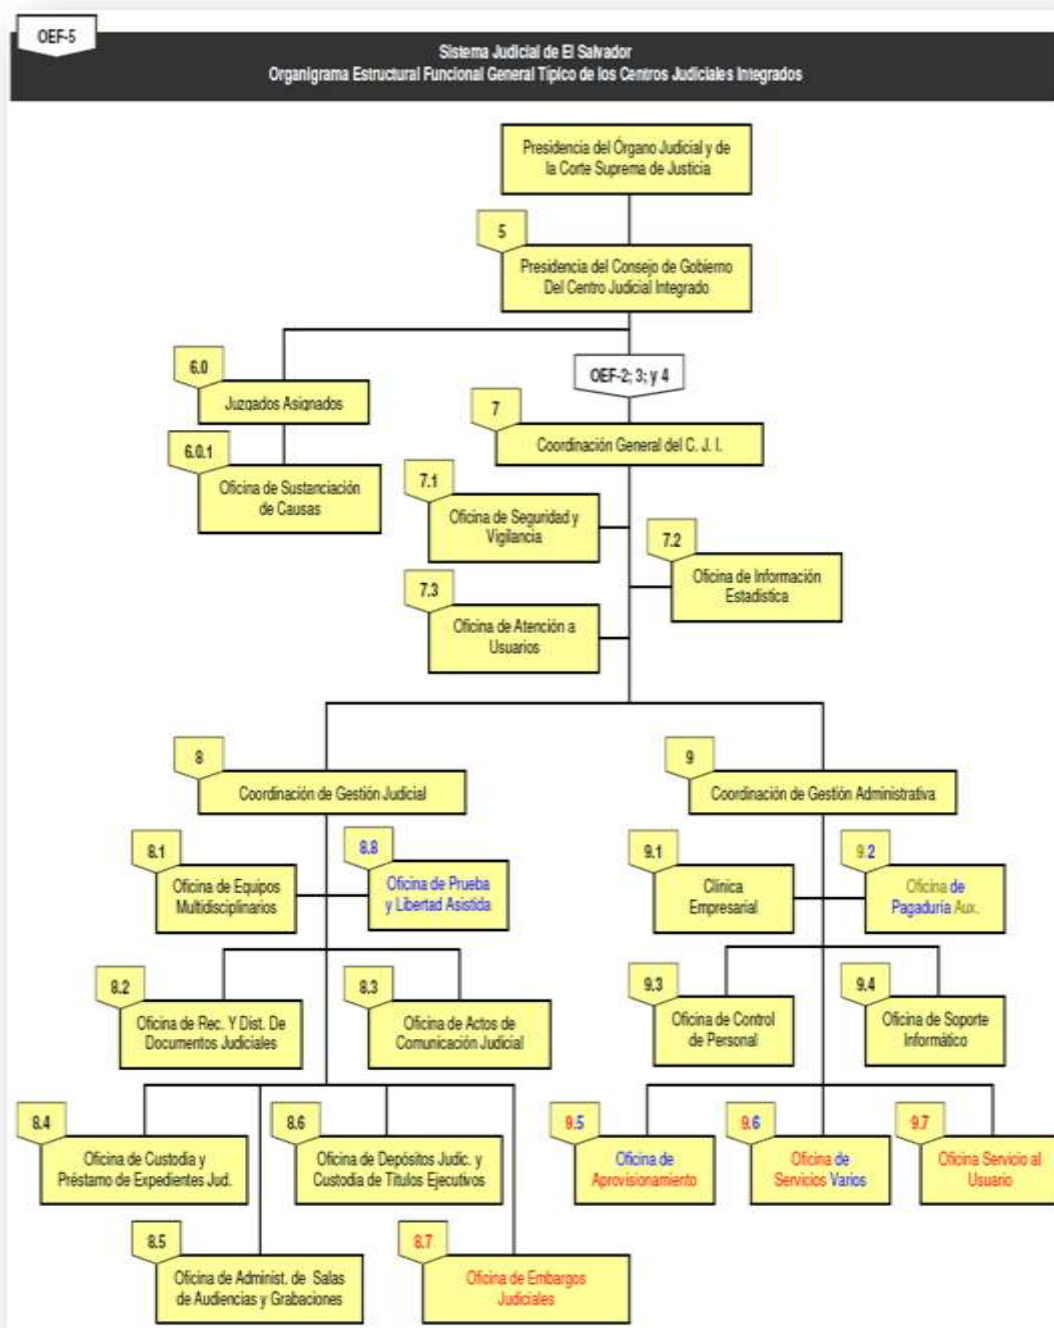 OEF-5
Sistema Judicial de El Salvador
Organigrama Estructural Funcional General Típico de los Centros Judiciales Integrados
Presidencia del Órgano Judicial y de
la Corte Suprema de Justicia
5
Presidencia del Consejo de Gobierno
Del Centro Judicial Integrado
6.0
Juzgados Asignados
OEF-2; 3; y 4
7
Coordinación General del C. J. I.
6.0.1
Oficina de Sustanciación
de Causas
7.1
Oficina de Seguridad y
Vigilancia
7.2
Oficina de Información
Estadística
7.3
Oficina de Atención a
Usuarios
8
Coordinación de Gestión Judicial
9
Coordinación de Gestión Administrativa
8.1
Oficina de Equipos
Multidisciplinarios
8.8
Oficina de Prueba
y Libertad Asistida
9.1
Clínica
Empresarial
9.2
Oficina de
Pagaduría Aux.
8.2
Oficina de Rec. Y Dist. De
Documentos Judiciales
8.3
Oficina de Actos de
Comunicación Judicial
9.3
Oficina de Control
de Personal
9.4
Oficina de Soporte
Informático
8.4
Oficina de Custodia y
Préstamo de Expedientes Jud.
8.6
Oficina de Depósitos Judic. y
Custodia de Títulos Ejecutivos
9.5
Oficina de
Aprovisionamiento
9.6
Oficina de
Servicios Varios
9.7
Oficina Servicio al
Usuario
8.5
Oficina de Administ. de Salas
de Audiencias y Grabaciones
8.7
Oficina de Embargos
Judiciales